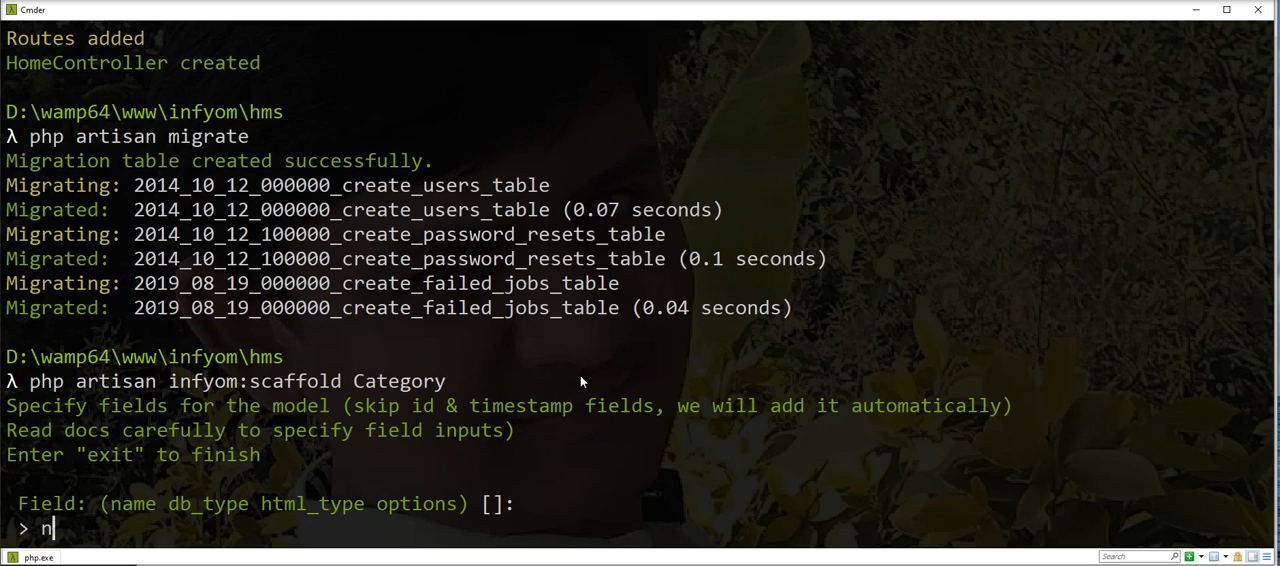 Cmder
Routes added
HomeController created
D:\wamp64\www\infyom\hms
λ php artisan migrate
Migration table created successfully.
Migrating: 2014_10_12_000000_create_users_table
Migrated:  2014_10_12_000000_create_users_table (0.07 seconds)
Migrating: 2014_10_12_100000_create_password_resets_table
Migrated:  2014_10_12_100000_create_password_resets_table (0.1 seconds)
Migrating: 2019_08_19_000000_create_failed_jobs_table
Migrated:  2019_08_19_000000_create_failed_jobs_table (0.04 seconds)
D:\wamp64\www\infyom\hms
λ php artisan infyom:scaffold Category
Specify fields for the model (skip id & timestamp fields, we will add it automatically)
Read docs carefully to specify field inputs)
Enter "exit" to finish
Field: (name db_type html_type options) []:
> n
php.exe
Search